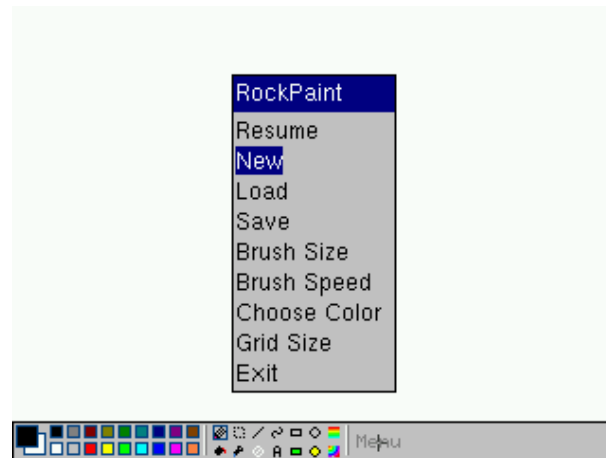 RockPaint
Resume
New
Load
Save
Brush Size
Brush Speed
Choose Color
Grid Size
Exit
Menu